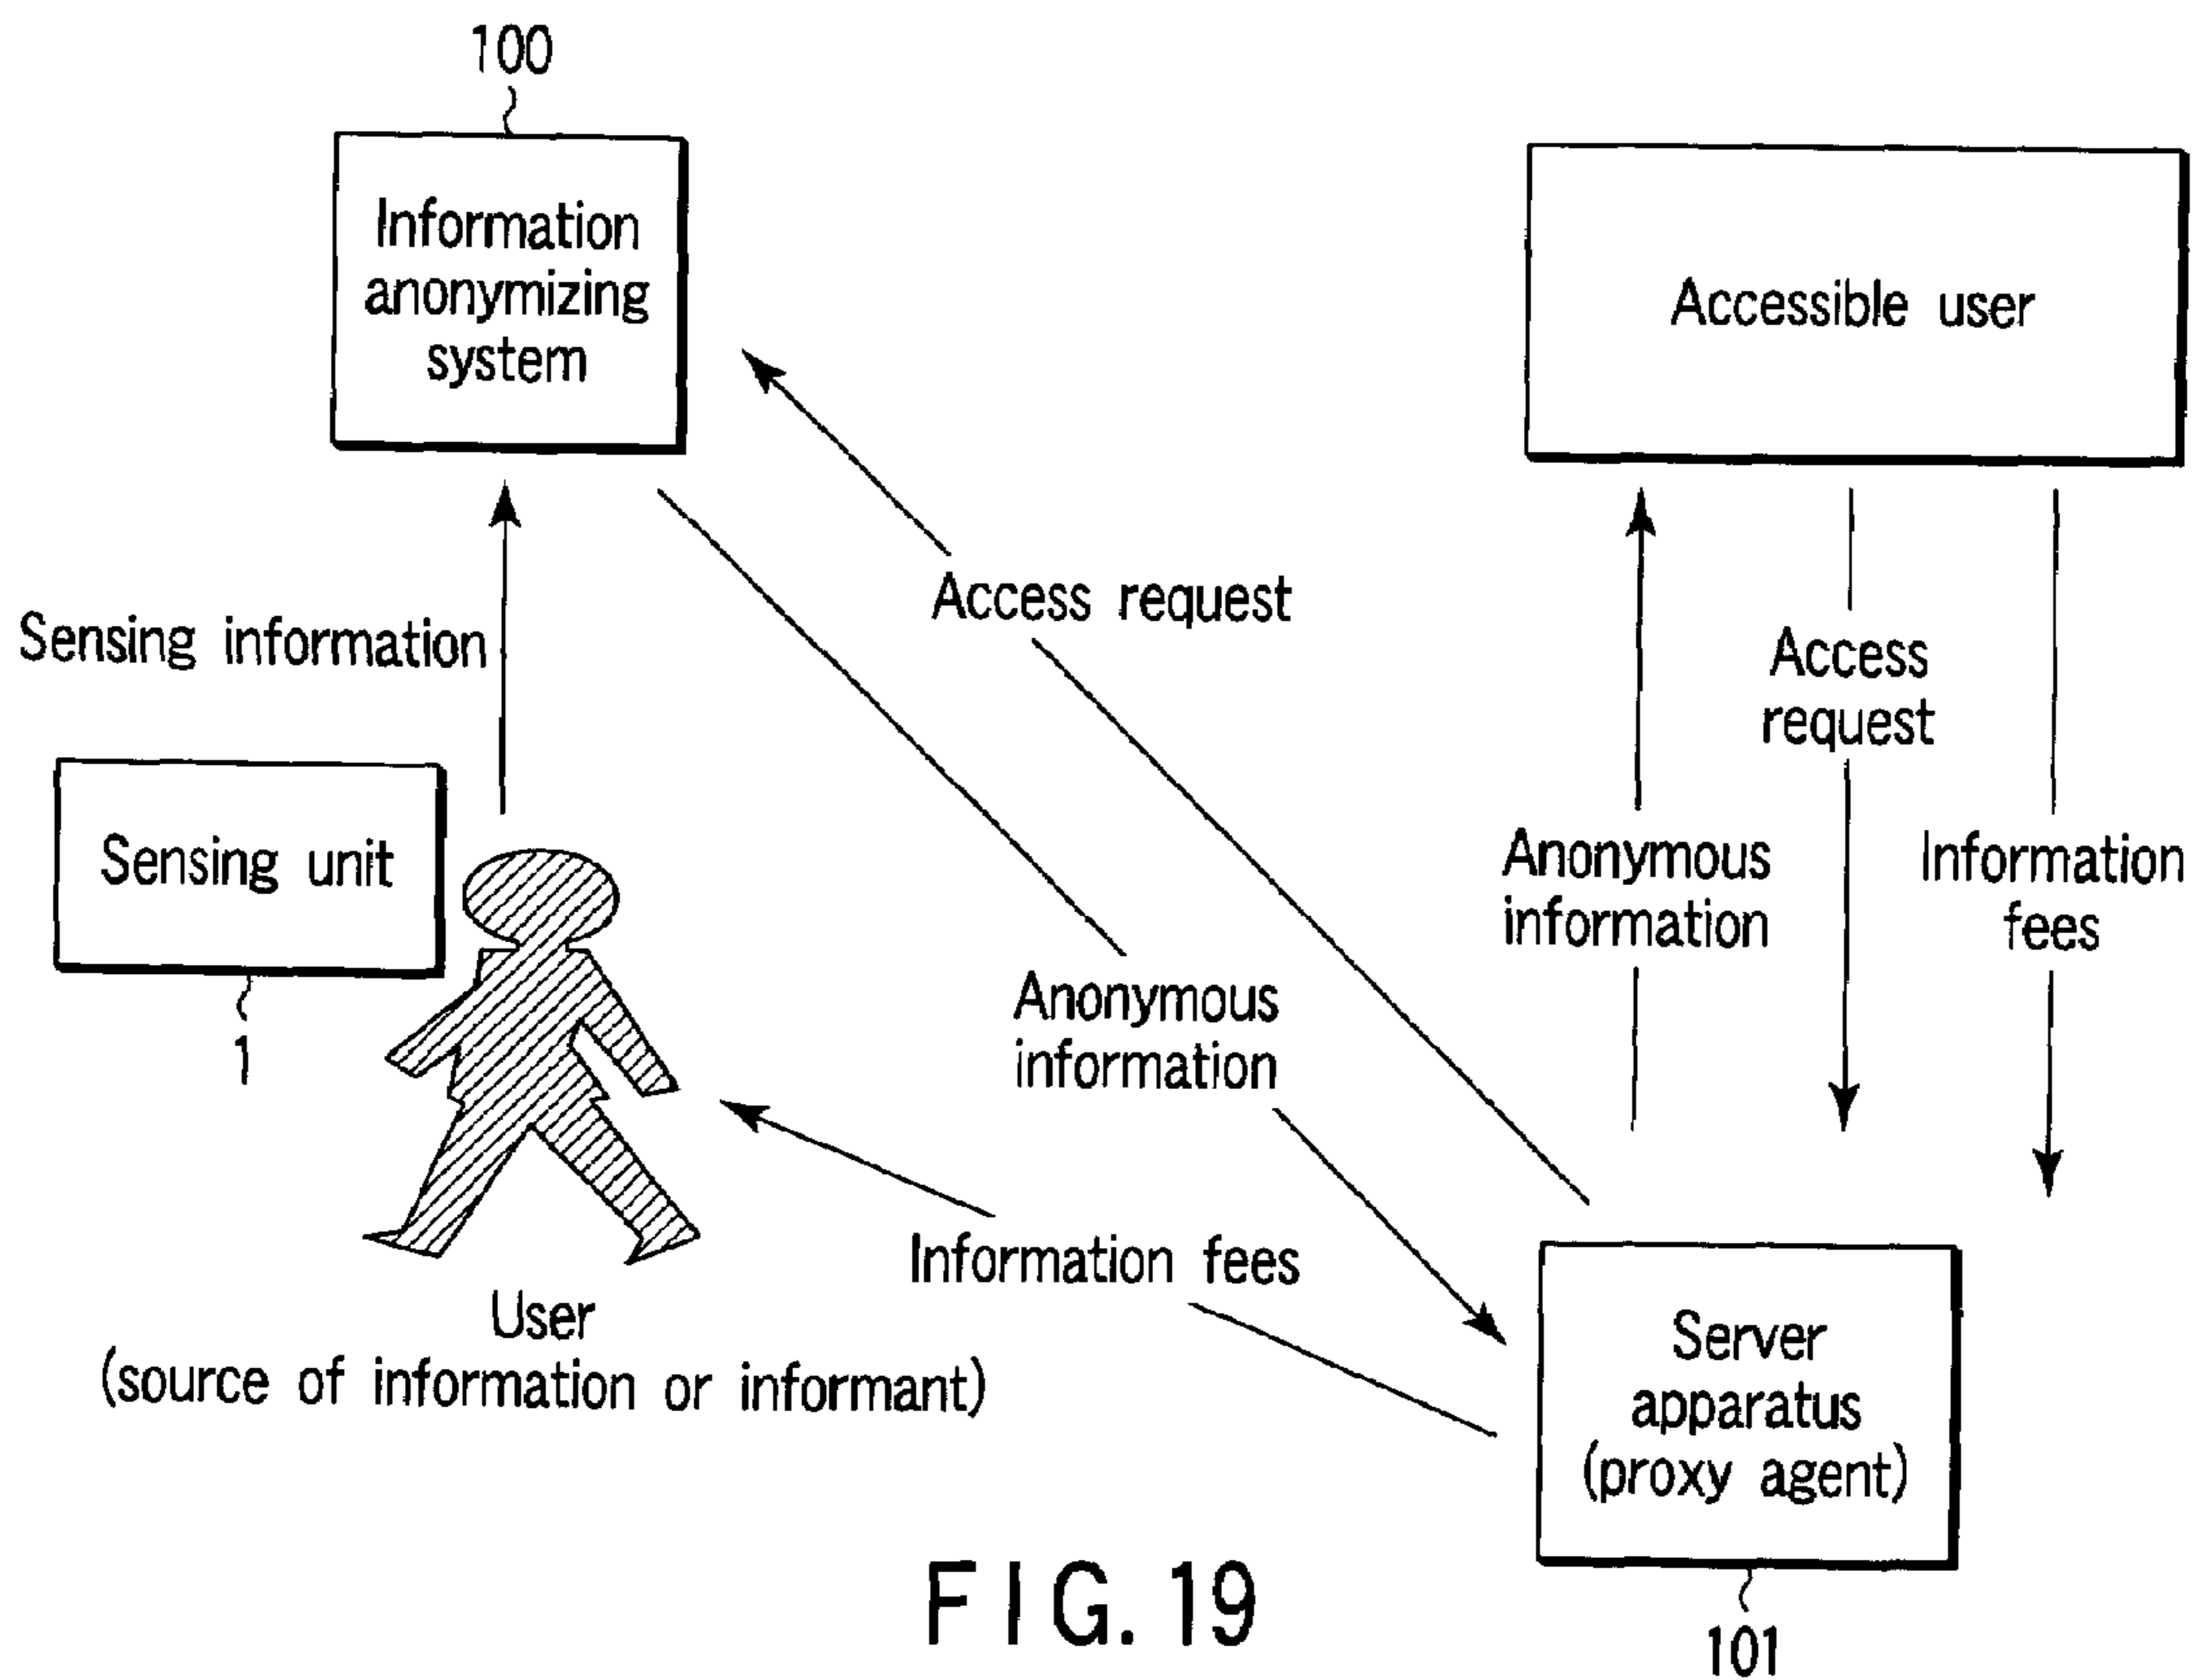 100
Information
anonymizing
system
Accessible user
Access request
Sensing information
Access
request
Sensing unit
Anonymous
information
Information
fees
1
Anonymous
information
Information fees
User
(source of information or informant)
Server
apparatus
(proxy agent)
FIG. 19
101